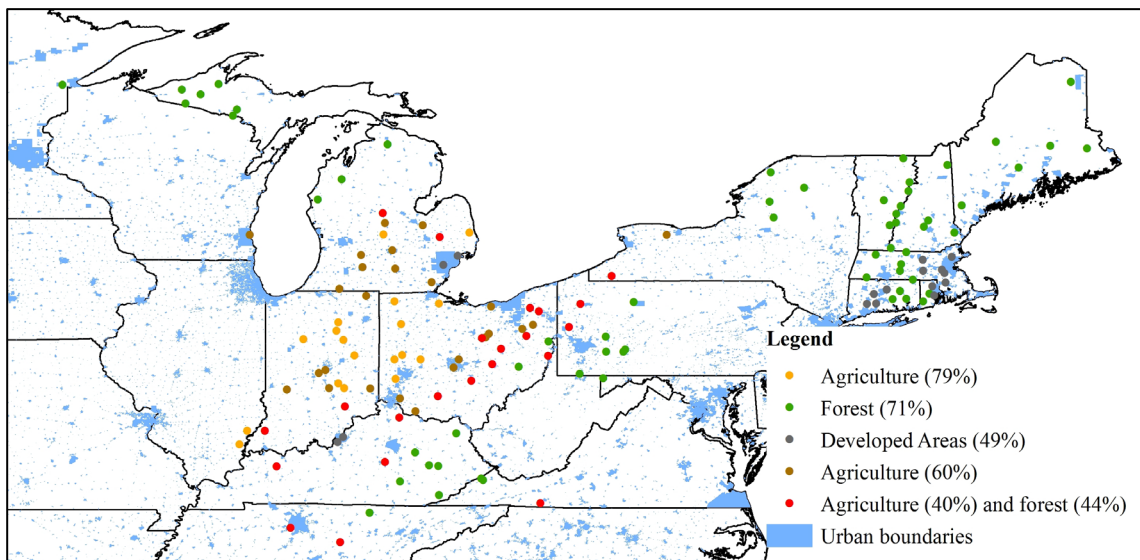 Legend
Agriculture (79%)
Forest (71%)
Developed Areas (49%)
Agriculture (60%)
Agriculture (40%) and forest (44%)
Urban boundaries